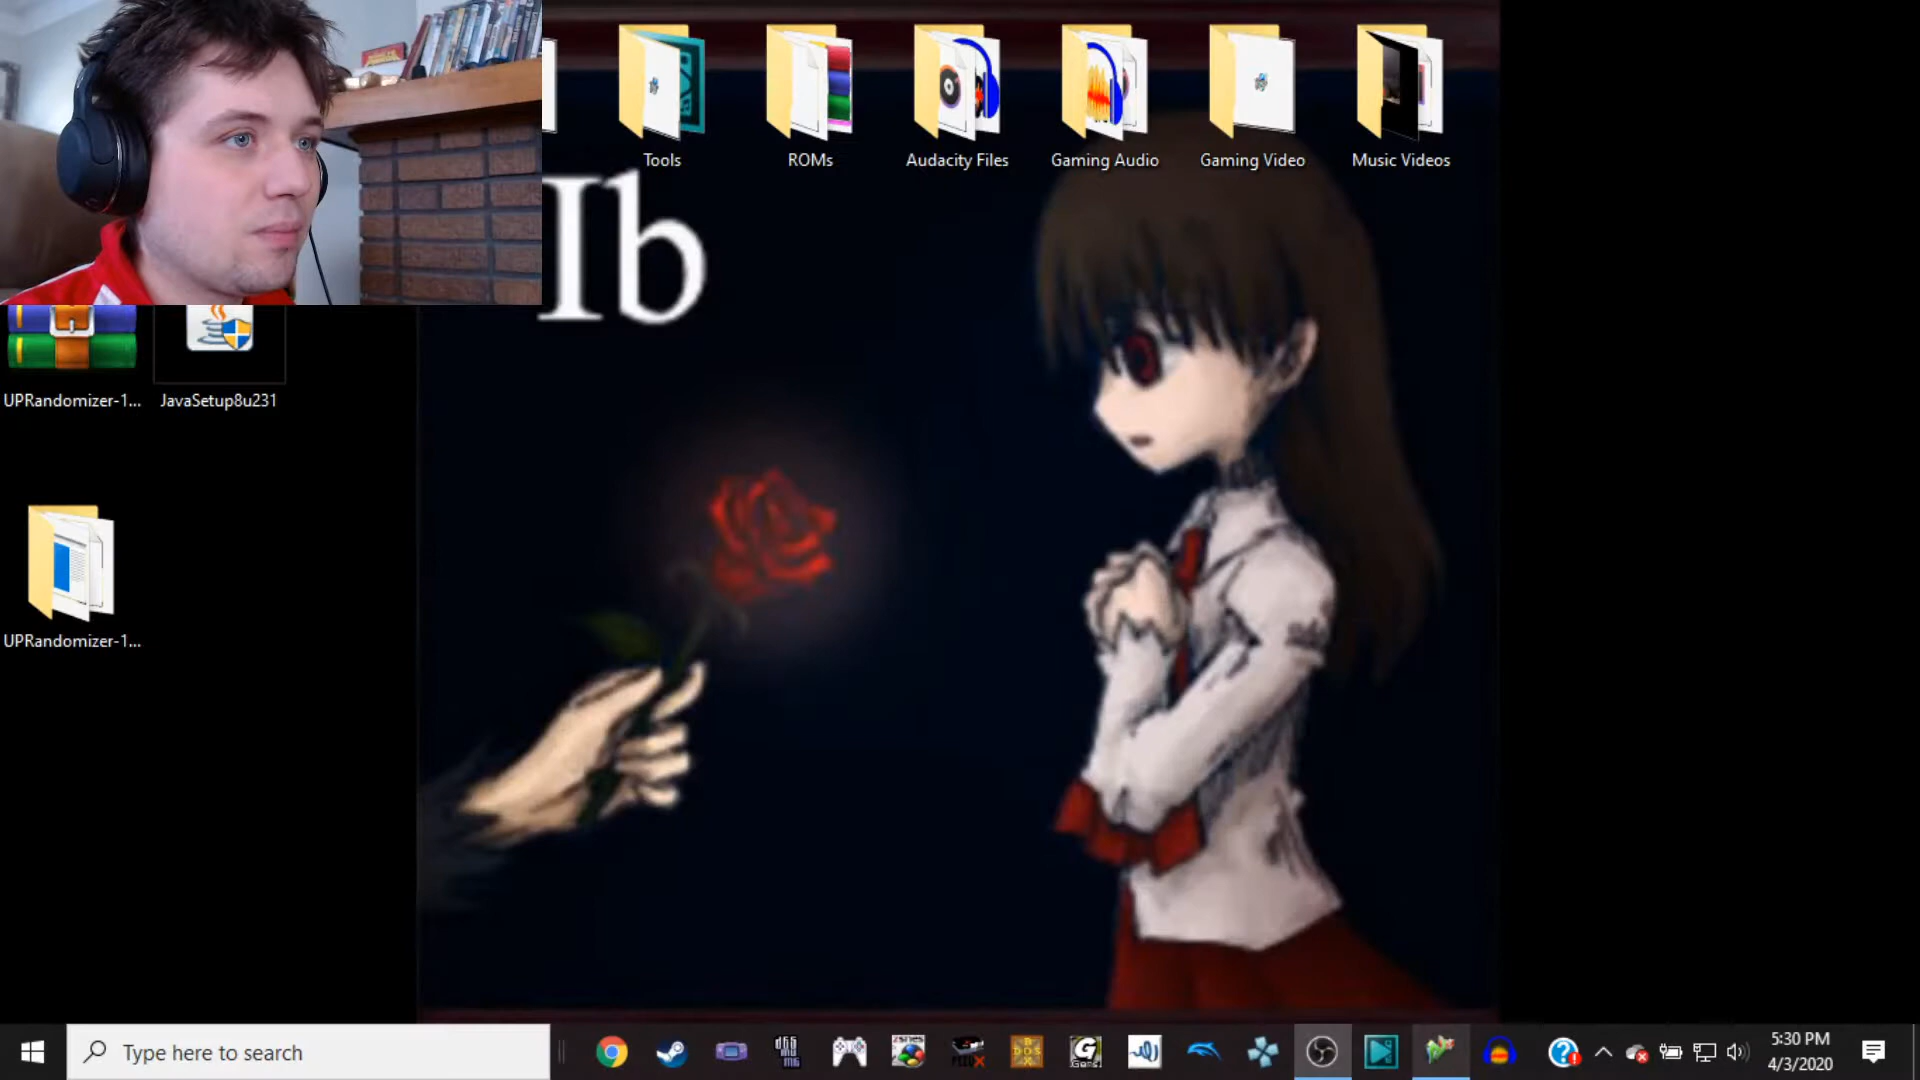 Tools
ROMs
Audacity Files
Gaming Audio
Gaming Video
Music Videos
Ib
UPRandomizer-1...
JavaSetup8u231
UPRandomizer-1...
Type here to search
5:30 PM
4/3/2020